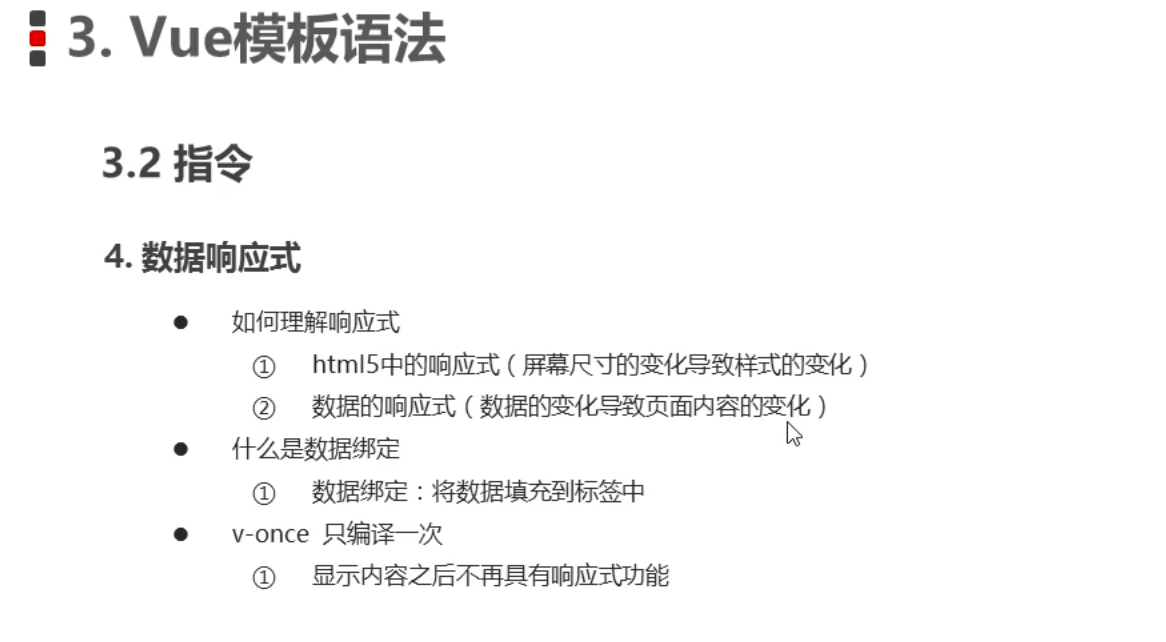 3. Vue模板语法
3.2 指令
4. 数据响应式
● 如何理解响应式
① html5中的响应式（屏幕尺寸的变化导致样式的变化）
② 数据的响应式（数据的变化导致页面内容的变化）
● 什么是数据绑定
① 数据绑定：将数据填充到标签中
● v-once 只编译一次
① 显示内容之后不再具有响应式功能